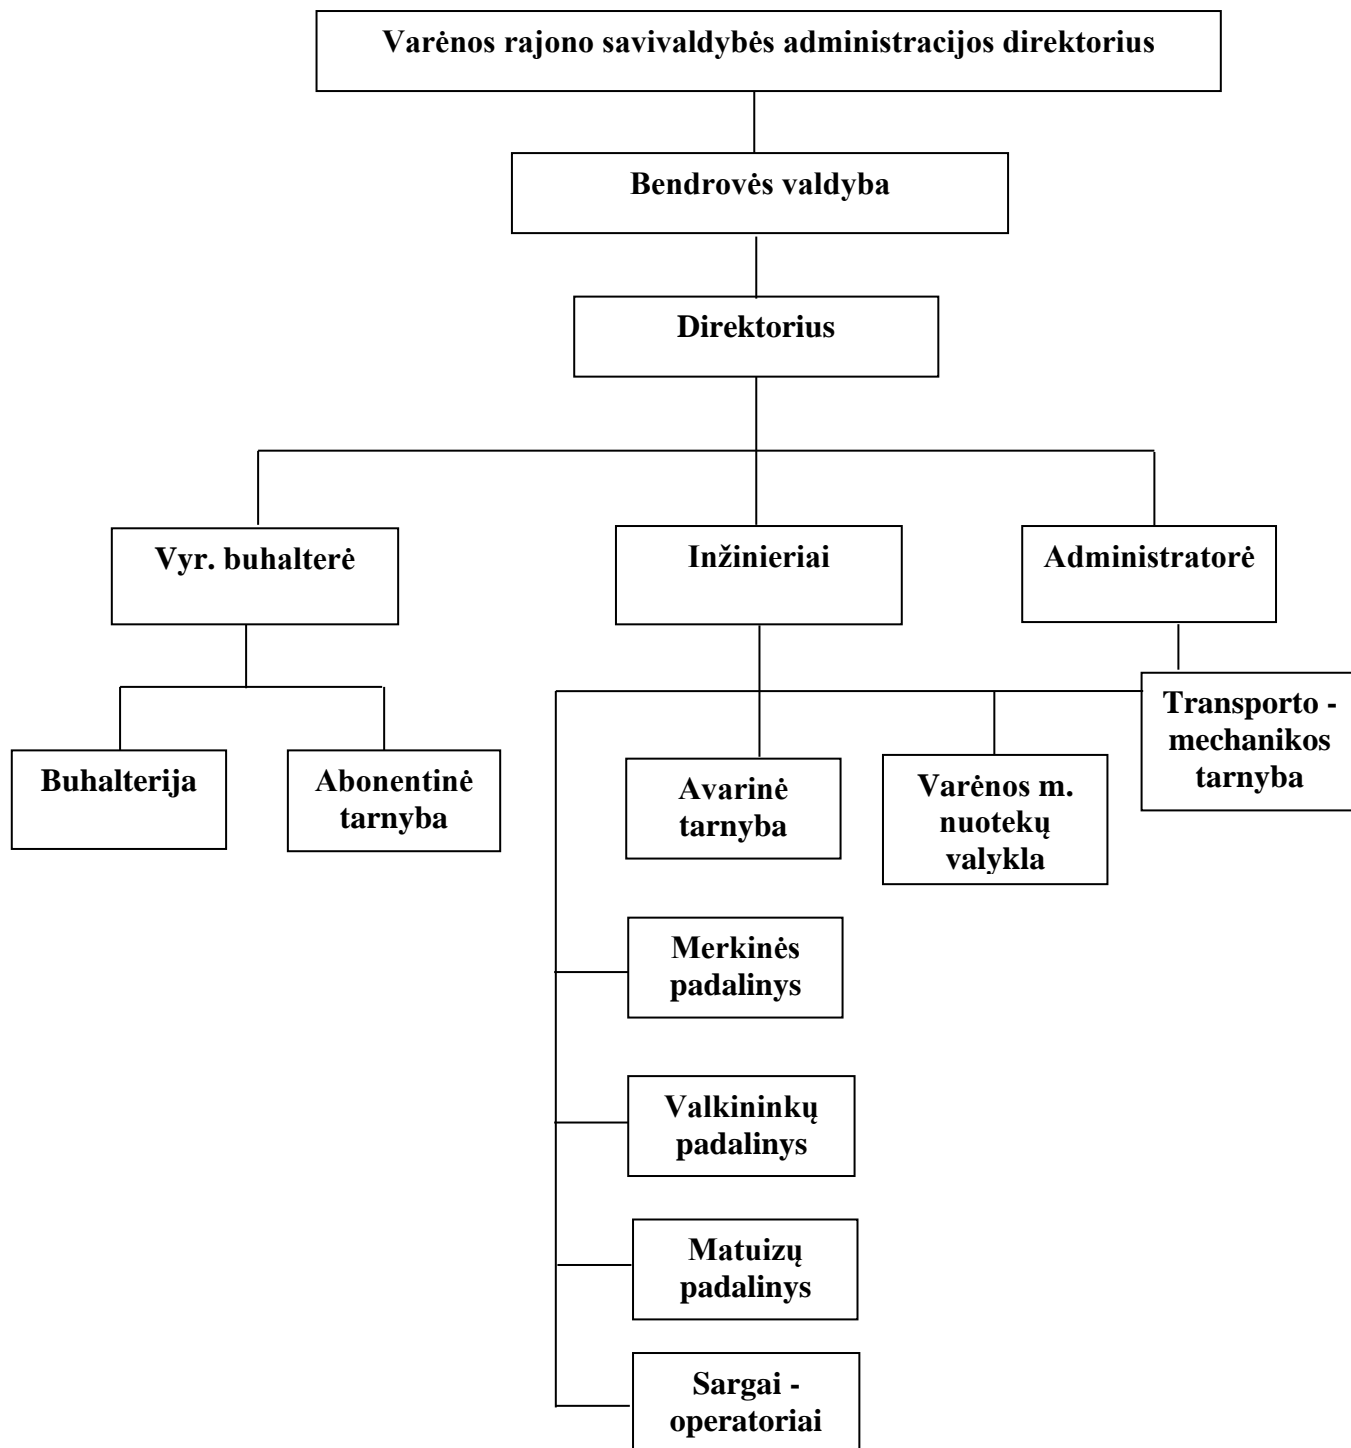 Varėnos rajono savivaldybės administracijos direktorius
Bendrovės valdyba
Direktorius
Vyr. buhalterė
Inžinieriai
Administratorė
Buhalterija
Abonentinė
tarnyba
Avarinė
tarnyba
Varėnos m.
nuotekų
valykla
Transporto -
mechanikos
tarnyba
Merkinės
padalinys
Valkininkų
padalinys
Matuizų
padalinys
Sargai -
operatoriai